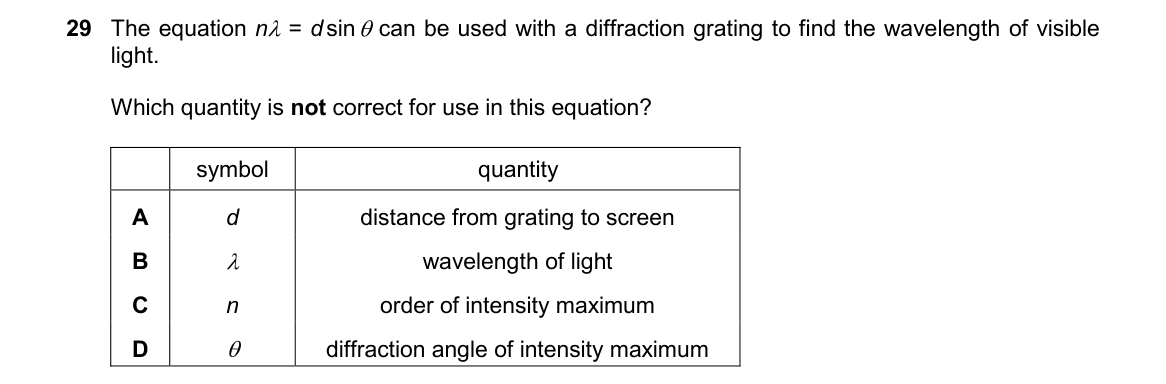 29 The equation nλ = d sin θ can be used with a diffraction grating to find the wavelength of visible
light.
Which quantity is not correct for use in this equation?
symbol quantity
A d distance from grating to screen
B λ wavelength of light
C n order of intensity maximum
D θ diffraction angle of intensity maximum